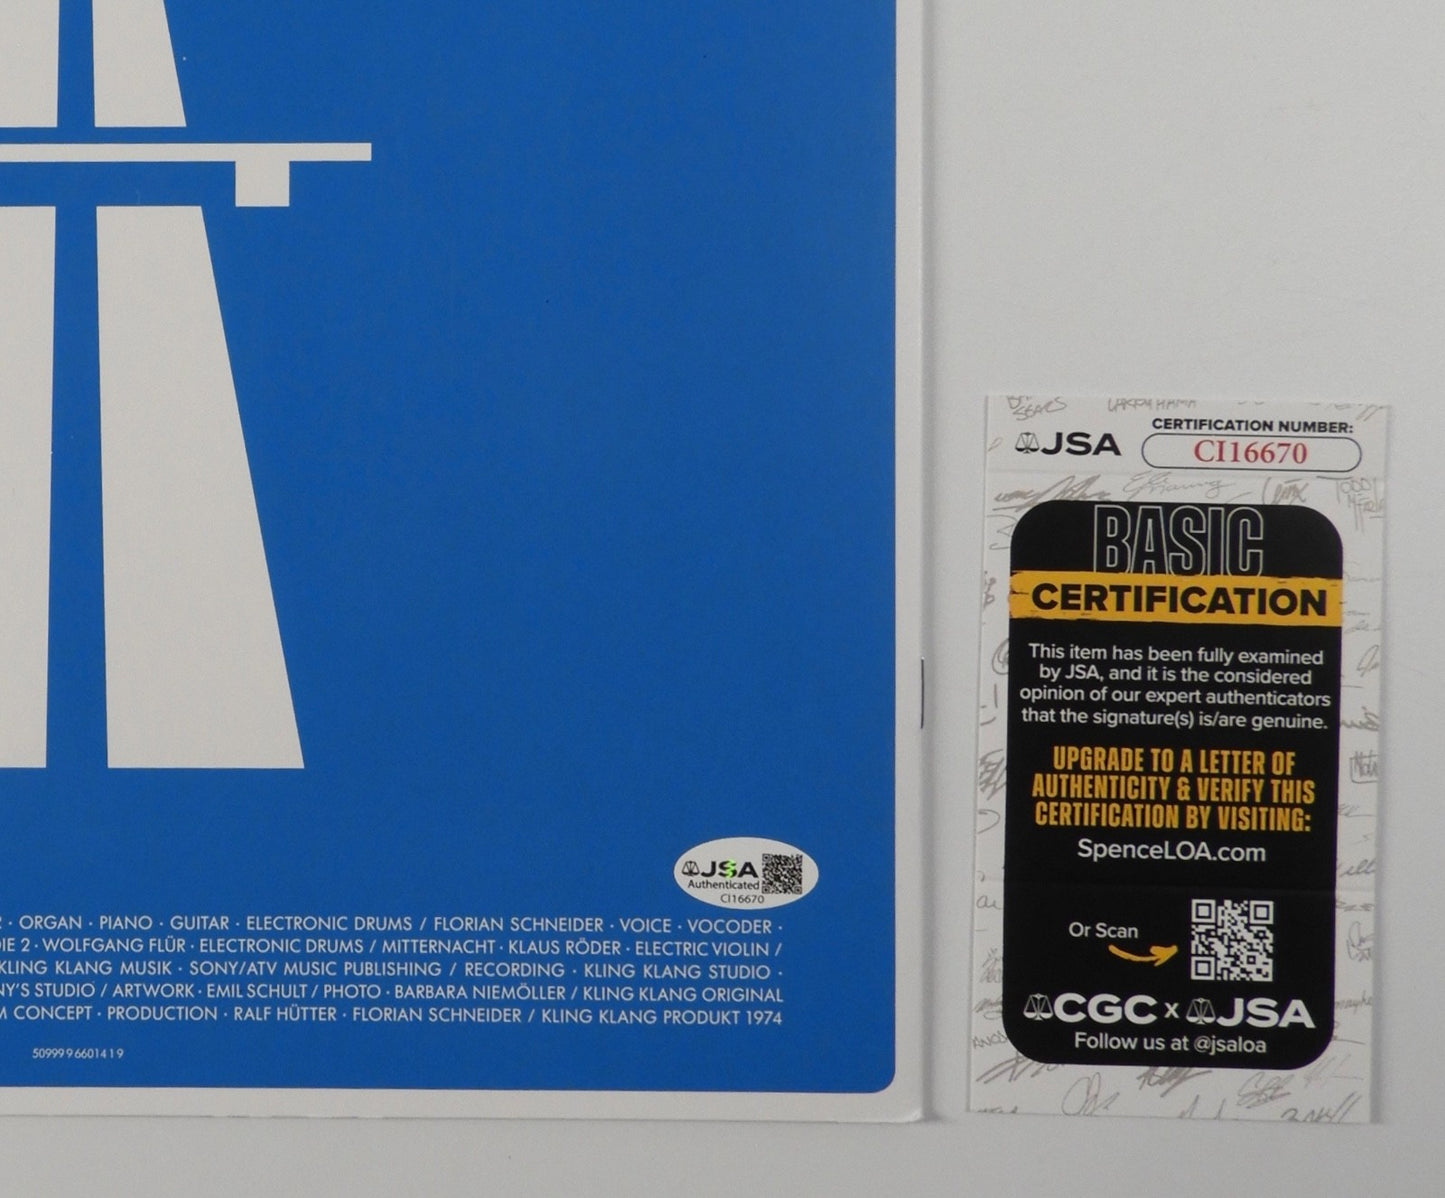 JSA
CERTIFICATION NUMBER:
CI16670
BASIC
CERTIFICATION
This item has been fully examined
by JSA, and it is the considered
opinion of our expert authenticators
that the signature(s) is/are genuine.
UPGRADE TO A LETTER OF
AUTHENTICITY & VERIFY THIS
CERTIFICATION BY VISITING:
SpenceLOA.com
Or Scan
CGC x JSA
Follow us at @jsaloa
JSA
Authenticated
CI16670
· ORGAN · PIANO · GUITAR · ELECTRONIC DRUMS / FLORIAN SCHNEIDER · VOICE · VOCODER ·
IE 2 · WOLFGANG FLÜR · ELECTRONIC DRUMS / MITTERNACHT · KLAUS RÖDER · ELECTRIC VIOLIN /
KLING KLANG MUSIK · SONY/ATV MUSIC PUBLISHING / RECORDING · KLING KLANG STUDIO ·
NY'S STUDIO / ARTWORK · EMIL SCHULT / PHOTO · BARBARA NIEMÖLLER / KLING KLANG ORIGINAL
M CONCEPT · PRODUCTION · RALF HÜTTER · FLORIAN SCHNEIDER / KLING KLANG PRODUKT 1974
5099996601419